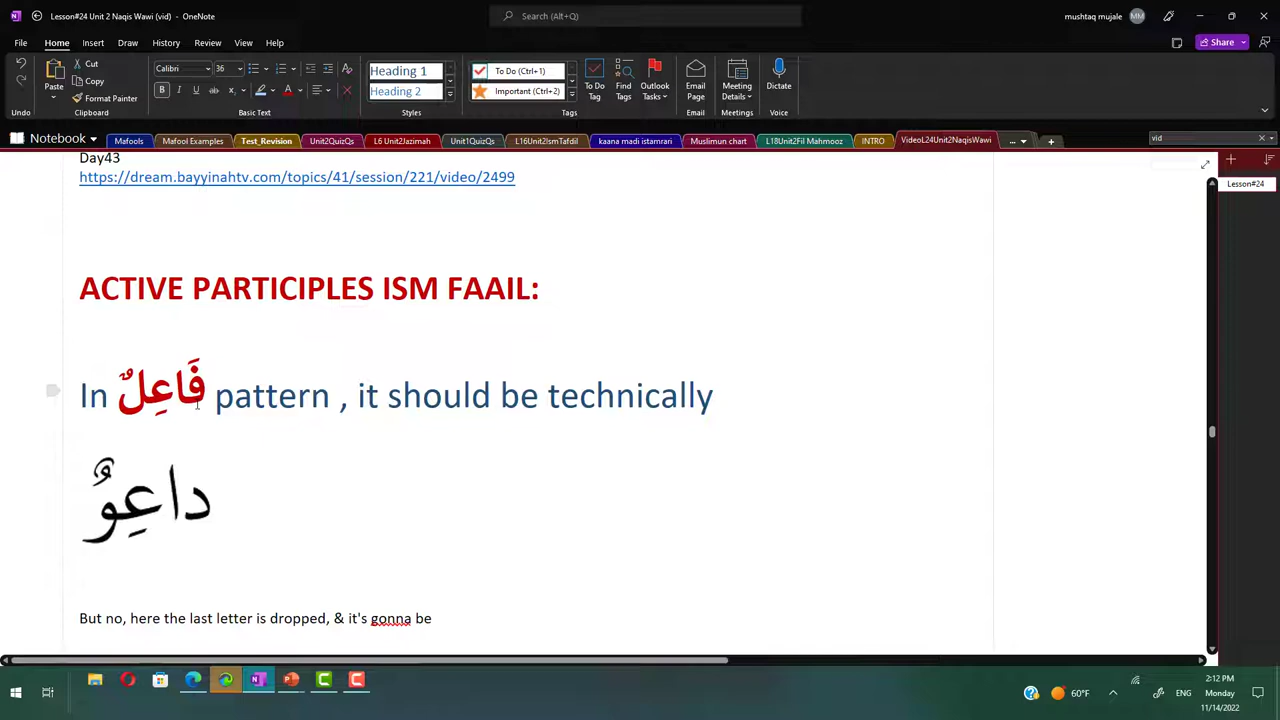 Lesson#24 Unit 2 Naqis Wawi (vid) - OneNote
Search (Alt+Q)
mushtaq mujale MM
File Home Insert Draw History Review View Help
Share
Undo
Paste
Cut
Copy
Format Painter
Clipboard
Calibri 36
Basic Text
Heading 1
Heading 2
Styles
To Do (Ctrl+1)
Important (Ctrl+2)
To Do Tag
Find Tags
Outlook Tasks
Tags
Email Page
Email
Meeting Details
Meetings
Dictate
Voice
Notebook
Mafools Mafool Examples Test_Revision Unit2QuizQs L6 Unit2Jazimah Unit1QuizQs L16Unit2IsmTafdil kaana madi istamrari Muslimun chart L18Unit2Fil Mahmooz INTRO VideoL24Unit2NaqisWawi ...
vid
Lesson#24
Day43
https://dream.bayyinahtv.com/topics/41/session/221/video/2499
ACTIVE PARTICIPLES ISM FAAIL:
In فَاعِلٌ pattern , it should be technically
داعِوٌ
But no, here the last letter is dropped, & it's gonna be
60°F
ENG
2:12 PM
Monday
11/14/2022